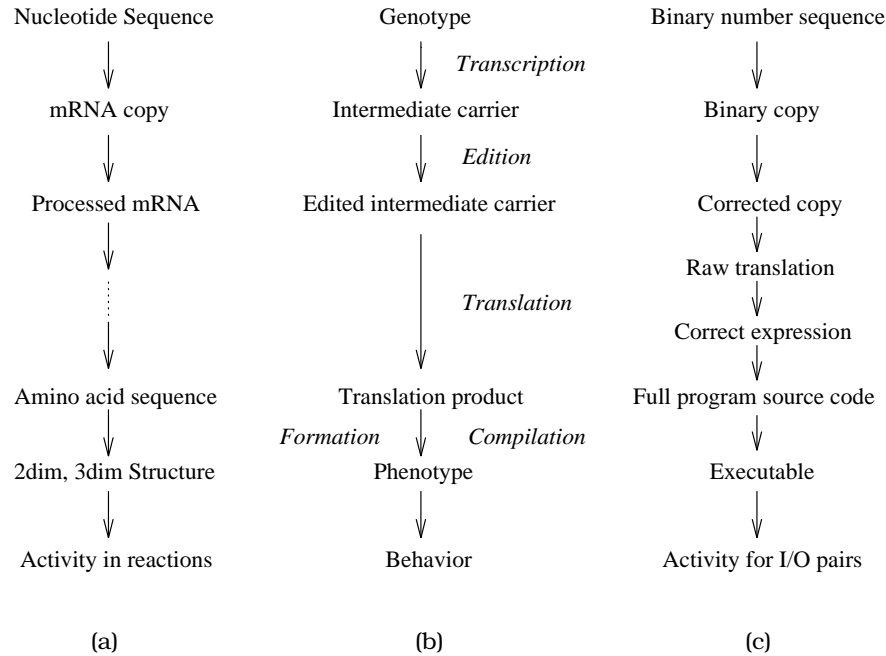 Nucleotide Sequence
Genotype
Binary number sequence
Transcription
mRNA copy
Intermediate carrier
Binary copy
Edition
Processed mRNA
Edited intermediate carrier
Corrected copy
Raw translation
Translation
Correct expression
Amino acid sequence
Translation product
Full program source code
Formation
Compilation
2dim, 3dim Structure
Phenotype
Executable
Activity in reactions
Behavior
Activity for I/O pairs
(a)
(b)
(c)